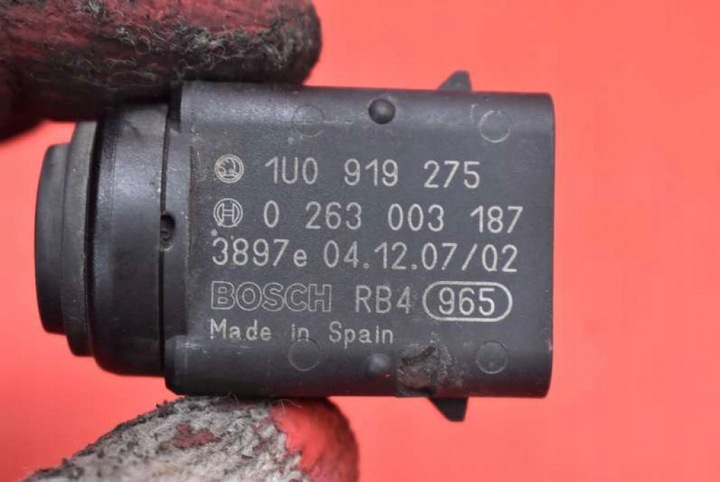 1U0 919 275
0 263 003 187
3897e 04.12.07/02
BOSCH RB4 965
Made in Spain